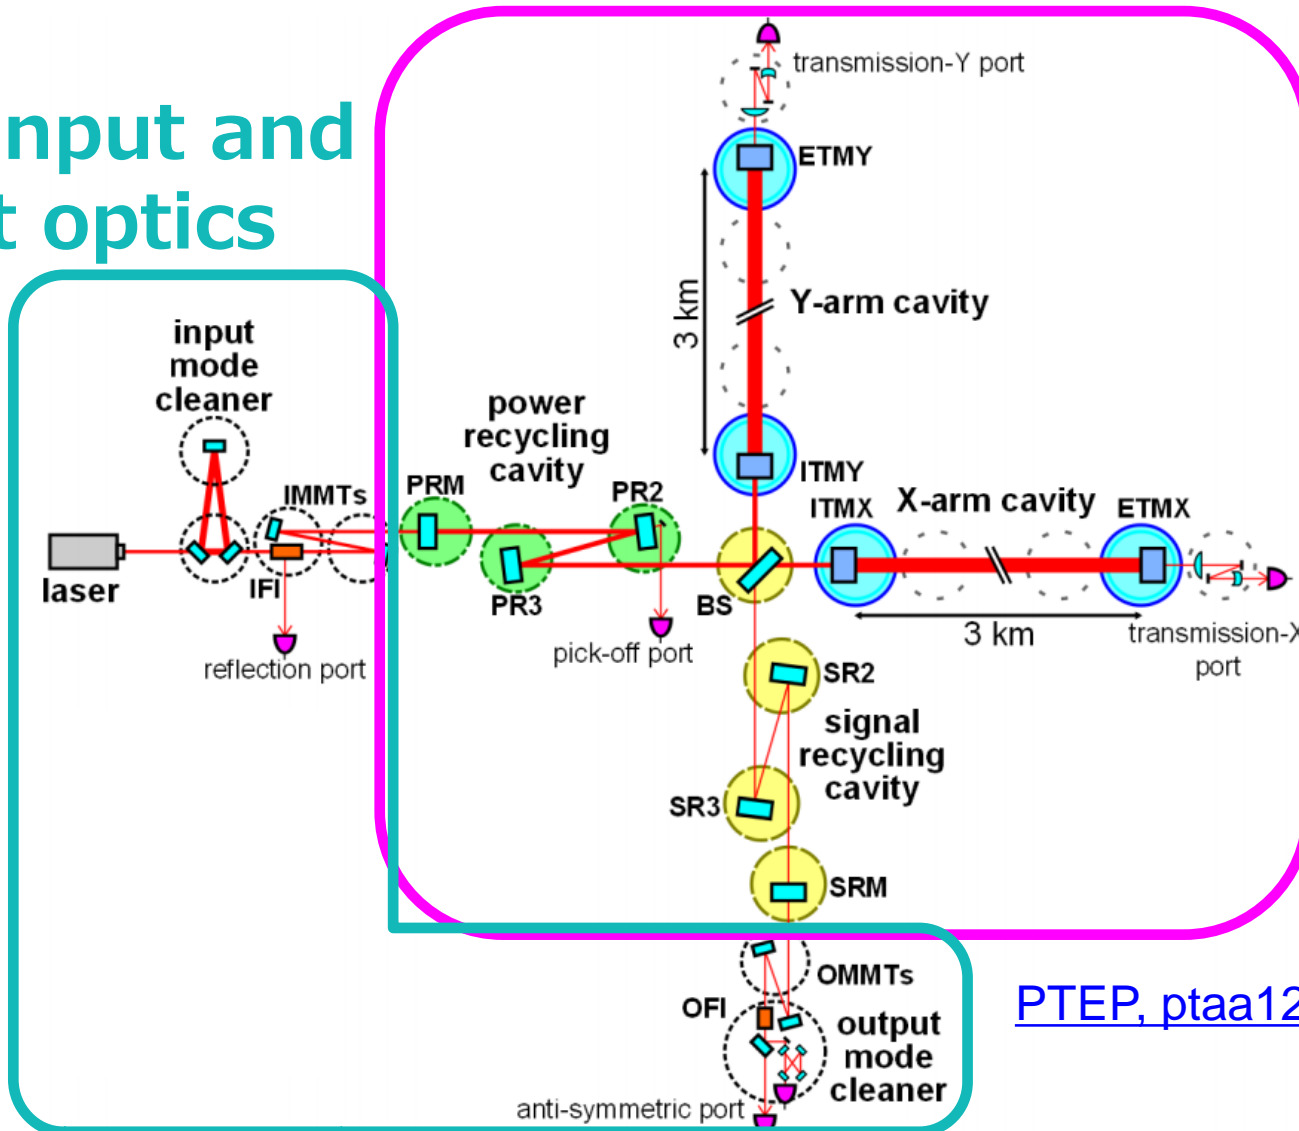 nput and
t optics
transmission-Y port
ETMY
3 km
Y-arm cavity
input
mode
cleaner
power
recycling
cavity
ITMY
IMMTs
PRM
PR2
ITMX
X-arm cavity
ETMX
laser
IFI
PR3
BS
3 km
transmission-X
port
reflection port
pick-off port
SR2
signal
recycling
cavity
SR3
SRM
OMMTs
OFI
output
mode
cleaner
anti-symmetric port
PTEP, ptaa12